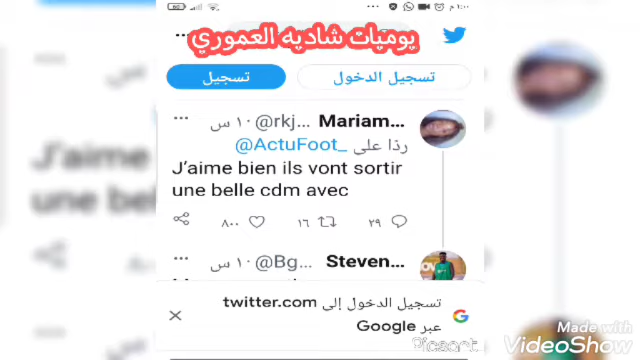 يوميات شاديه العموري
تسجيل الدخول
تسجيل
Mariam... @rkj... ١٠ س
ردًا على @ActuFoot_
J'aime bien ils vont sortir
une belle cdm avec
٢٩ ١٦ ٨٠٠
Steven... @Bg... ١٠ س
تسجيل الدخول إلى twitter.com
عبر Google
Made with
VideoShow